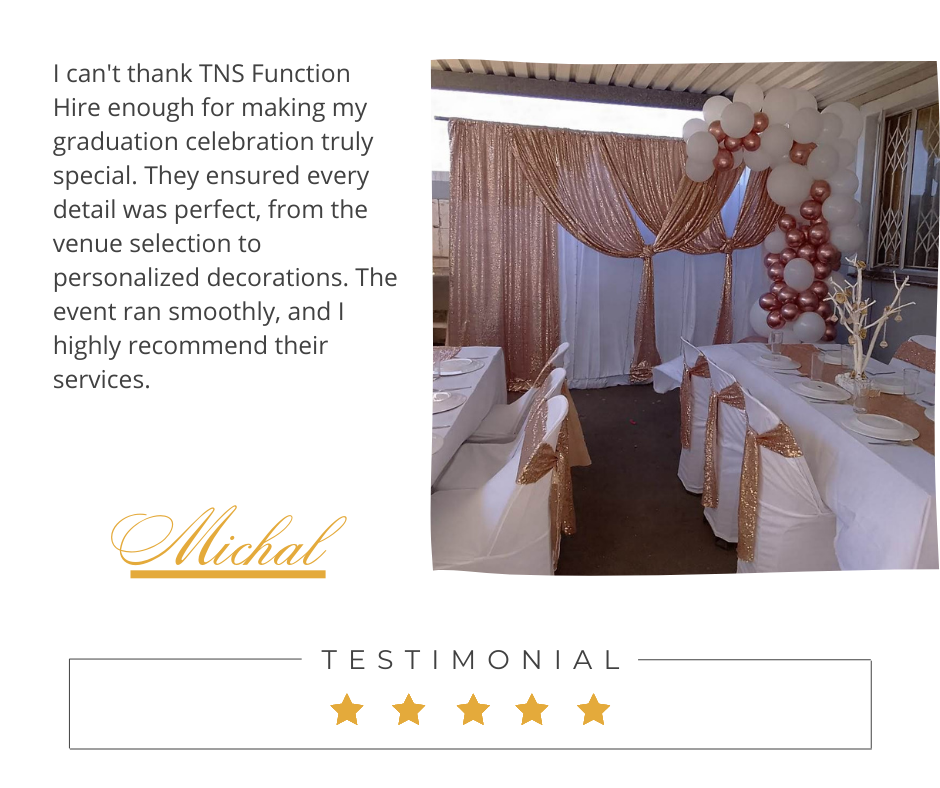 I can't thank TNS Function
Hire enough for making my
graduation celebration truly
special. They ensured every
detail was perfect, from the
venue selection to
personalized decorations. The
event ran smoothly, and I
highly recommend their
services.
Michal
TESTIMONIAL